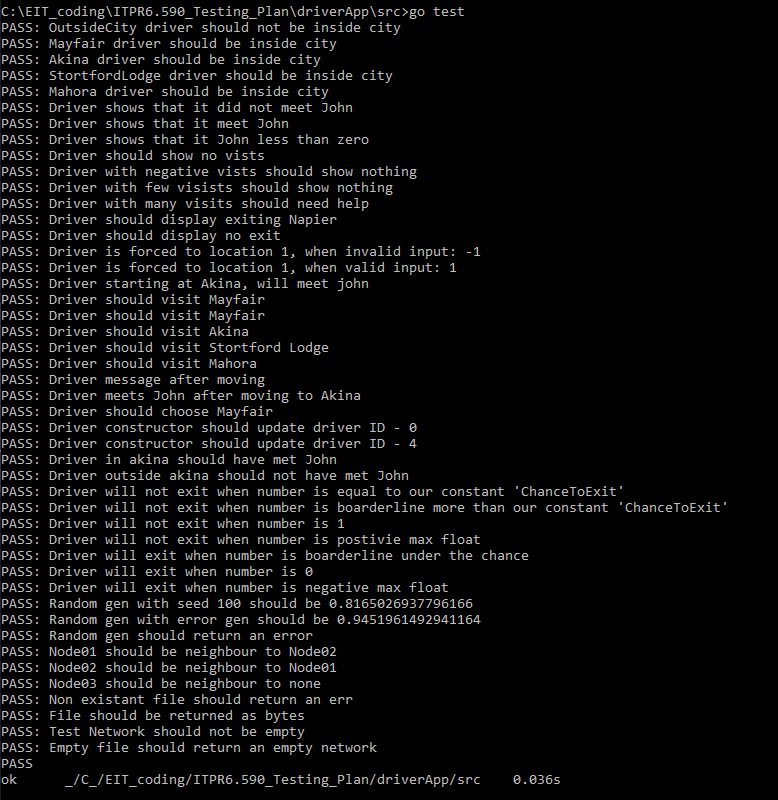 C:\EIT_coding\ITPR6.590_Testing_Plan\driverApp\src>go test
PASS: OutsideCity driver should not be inside city
PASS: Mayfair driver should be inside city
PASS: Akina driver should be inside city
PASS: StortfordLodge driver should be inside city
PASS: Mahora driver should be inside city
PASS: Driver shows that it did not meet John
PASS: Driver shows that it meet John
PASS: Driver shows that it John less than zero
PASS: Driver should show no vists
PASS: Driver with negative vists should show nothing
PASS: Driver with few visists should show nothing
PASS: Driver with many visits should need help
PASS: Driver should display exiting Napier
PASS: Driver should display no exit
PASS: Driver is forced to location 1, when invalid input: -1
PASS: Driver is forced to location 1, when valid input: 1
PASS: Driver starting at Akina, will meet john
PASS: Driver should visit Mayfair
PASS: Driver should visit Mayfair
PASS: Driver should visit Akina
PASS: Driver should visit Stortford Lodge
PASS: Driver should visit Mahora
PASS: Driver message after moving
PASS: Driver meets John after moving to Akina
PASS: Driver should choose Mayfair
PASS: Driver constructor should update driver ID - 0
PASS: Driver constructor should update driver ID - 4
PASS: Driver in akina should have met John
PASS: Driver outside akina should not have met John
PASS: Driver will not exit when number is equal to our constant 'ChanceToExit'
PASS: Driver will not exit when number is boarderline more than our constant 'ChanceToExit'
PASS: Driver will not exit when number is 1
PASS: Driver will not exit when number is postivie max float
PASS: Driver will exit when number is boarderline under the chance
PASS: Driver will exit when number is 0
PASS: Driver will exit when number is negative max float
PASS: Random gen with seed 100 should be 0.8165026937796166
PASS: Random gen with error gen should be 0.9451961492941164
PASS: Random gen should return an error
PASS: Node01 should be neighbour to Node02
PASS: Node02 should be neighbour to Node01
PASS: Node03 should be neighbour to none
PASS: Non existant file should return an err
PASS: File should be returned as bytes
PASS: Test Network should not be empty
PASS: Empty file should return an empty network
PASS
ok      _/C_/EIT_coding/ITPR6.590_Testing_Plan/driverApp/src    0.036s